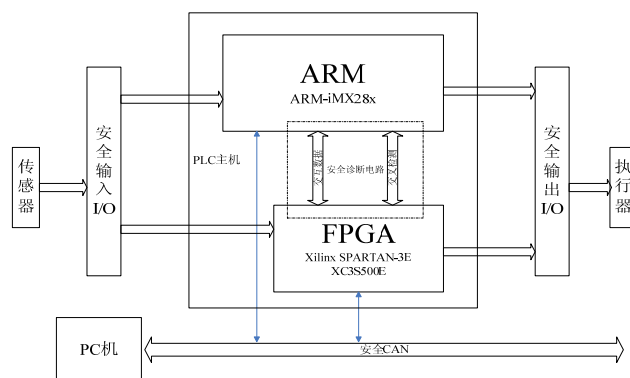 ARM
ARM-iMX28x
传感器
安全输入I/O
PLC主机
交互数据
安全诊断电路
交叉检测
安全输出I/O
执行器
FPGA
Xilinx SPARTAN-3E
XC3S500E
PC机
安全CAN